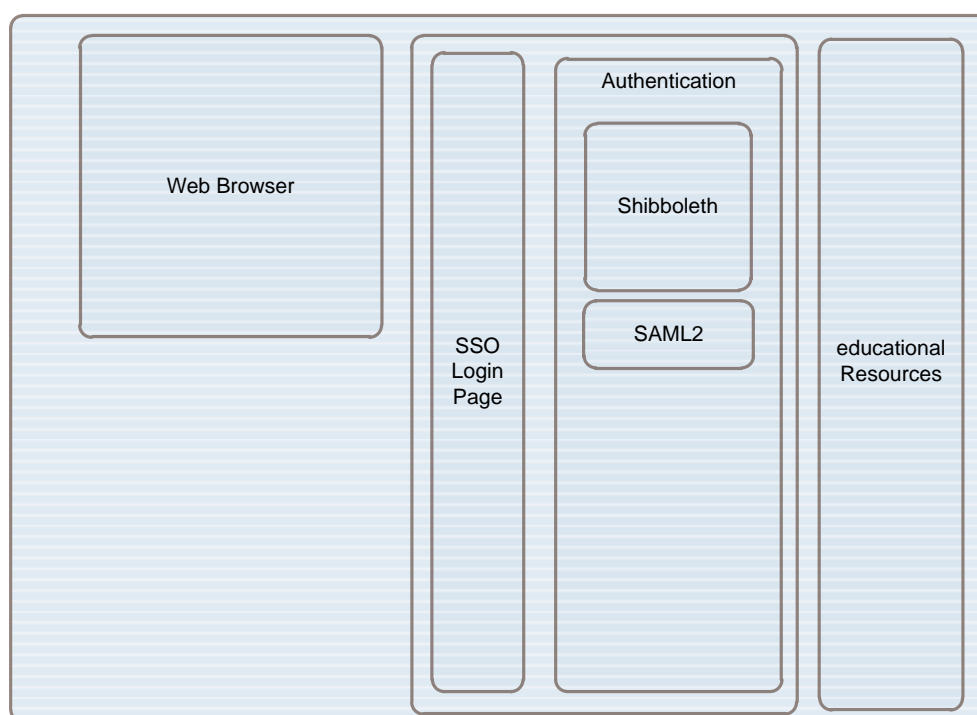 Authentication
Web Browser
Shibboleth
SAML2
SSO
Login
Page
educational
Resources